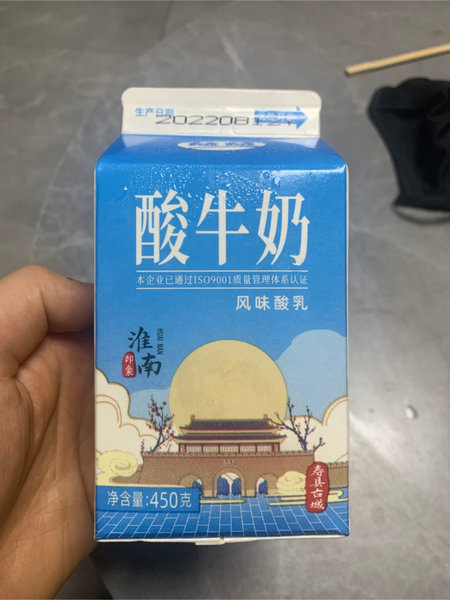 生产日期
酸牛奶
本企业已通过ISO9001质量管理体系认证
风味酸乳
淮南
HUAI NAN
印象
寿县古城
净含量:450克